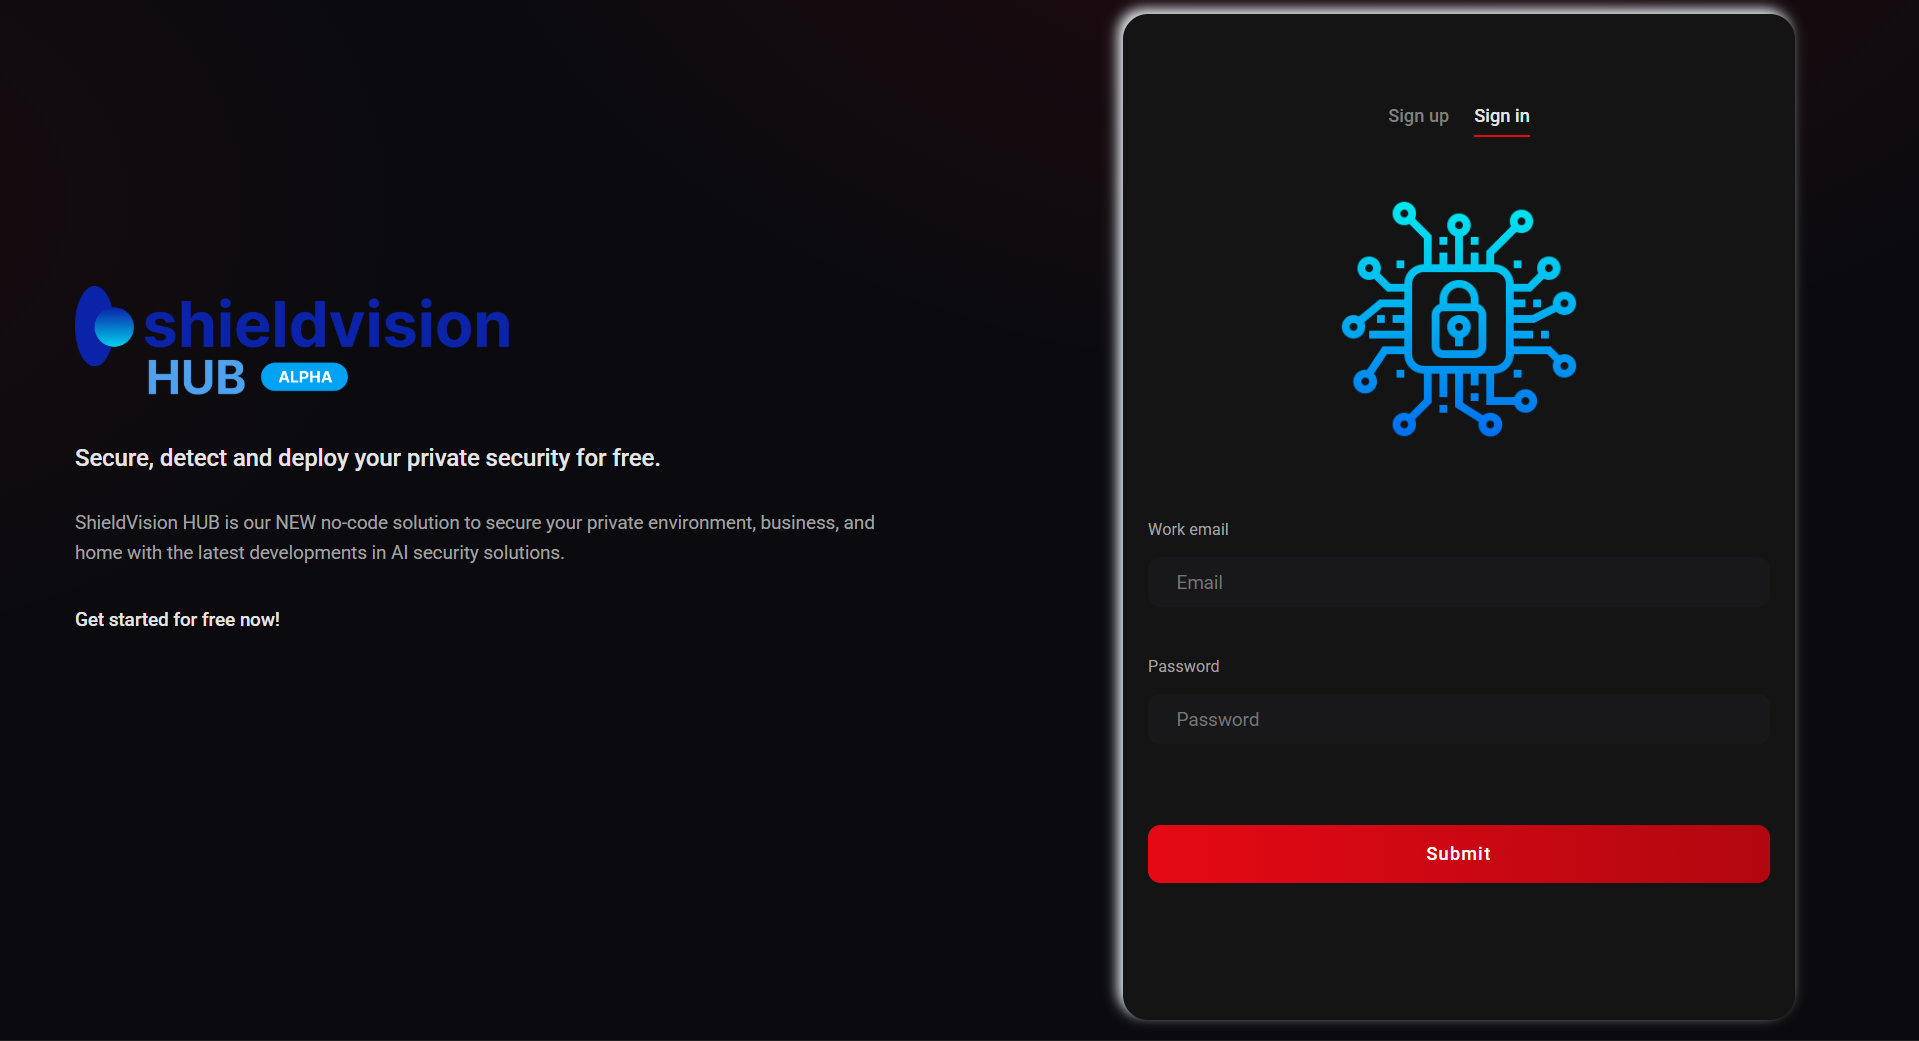 shieldvision
HUB ALPHA
Secure, detect and deploy your private security for free.
ShieldVision HUB is our NEW no-code solution to secure your private environment, business, and
home with the latest developments in AI security solutions.
Get started for free now!
Sign up Sign in
Work email
Email
Password
Password
Submit